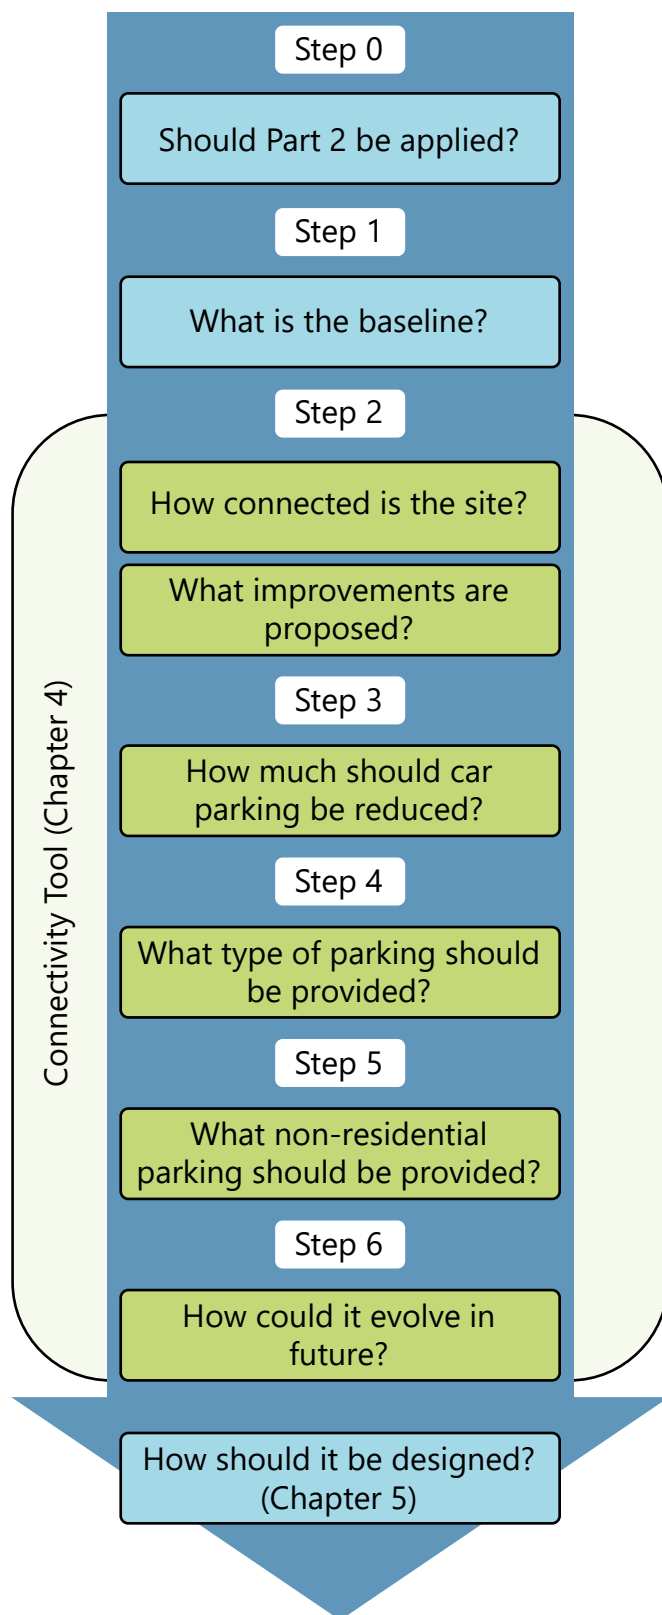 Step 0
Should Part 2 be applied?
Step 1
What is the baseline?
Step 2
How connected is the site?
What improvements are
proposed?
Step 3
How much should car
parking be reduced?
Step 4
What type of parking should
be provided?
Step 5
What non-residential
parking should be provided?
Step 6
How could it evolve in
future?
Connectivity Tool (Chapter 4)
How should it be designed?
(Chapter 5)